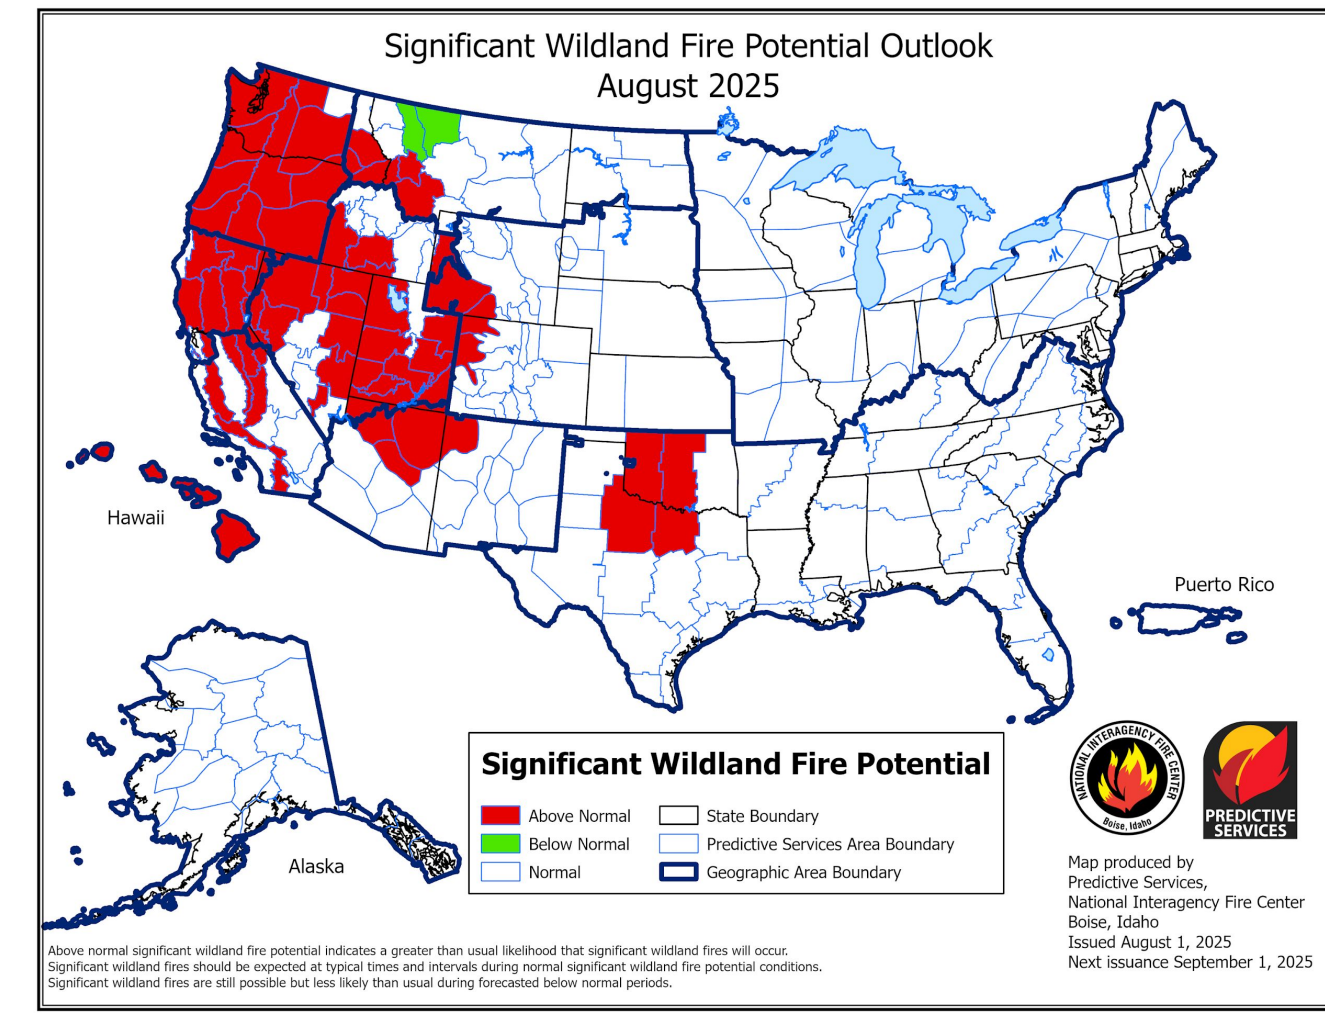 Significant Wildland Fire Potential Outlook
August 2025
Hawaii
Puerto Rico
Alaska
Significant Wildland Fire Potential
Above Normal
State Boundary
Below Normal
Predictive Services Area Boundary
Normal
Geographic Area Boundary
NATIONAL INTERAGENCY FIRE CENTER
Boise, Idaho
PREDICTIVE
SERVICES
Map produced by
Predictive Services,
National Interagency Fire Center
Boise, Idaho
Issued August 1, 2025
Next issuance September 1, 2025
Above normal significant wildland fire potential indicates a greater than usual likelihood that significant wildland fires will occur.
Significant wildland fires should be expected at typical times and intervals during normal significant wildland fire potential conditions.
Significant wildland fires are still possible but less likely than usual during forecasted below normal periods.